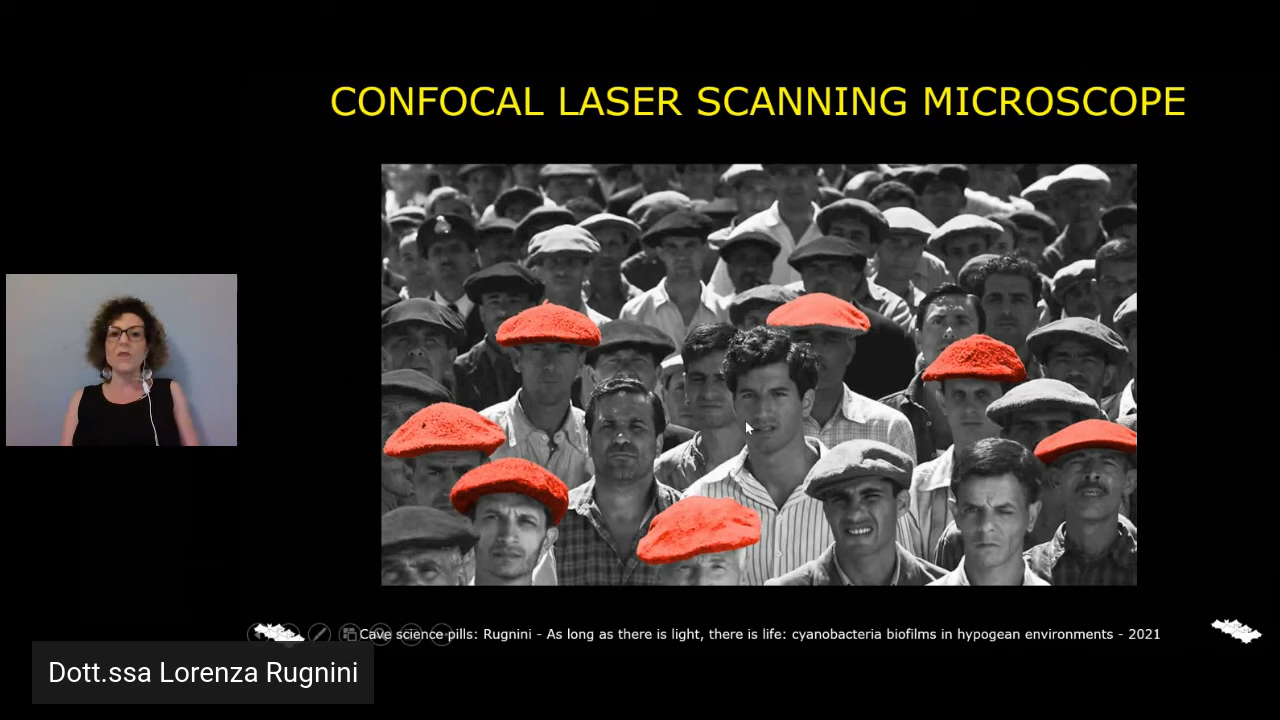 CONFOCAL LASER SCANNING MICROSCOPE
Cave science pills: Rugnini - As long as there is light, there is life: cyanobacteria biofilms in hypogean environments - 2021
Dott.ssa Lorenza Rugnini